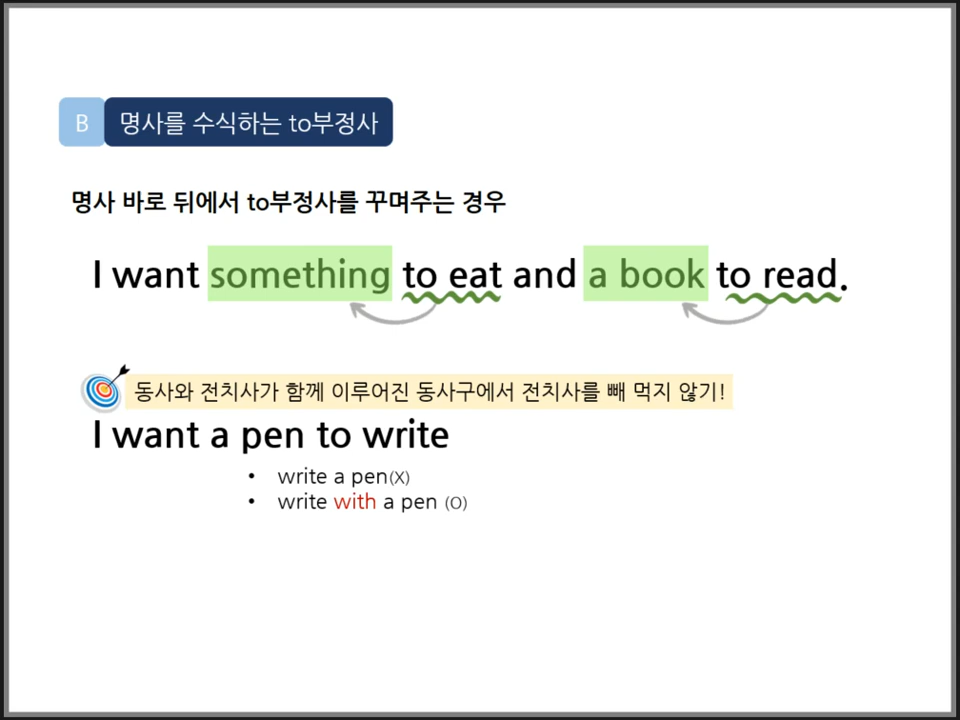 B 명사를 수식하는 to부정사
명사 바로 뒤에서 to부정사를 꾸며주는 경우
I want something to eat and a book to read.
동사와 전치사가 함께 이루어진 동사구에서 전치사를 빼 먹지 않기!
I want a pen to write
• write a pen(X)
• write with a pen (O)